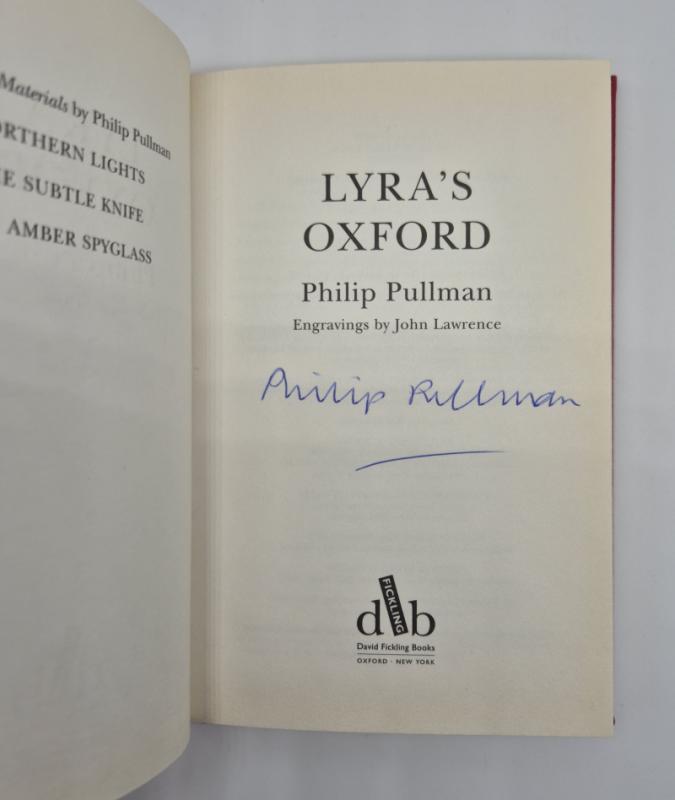 Materials by Philip Pullman
ORTHERN LIGHTS
E SUBTLE KNIFE
AMBER SPYGLASS
LYRA'S
OXFORD
Philip Pullman
Engravings by John Lawrence
Philip Pullman
d FICKLING b
David Fickling Books
OXFORD · NEW YORK